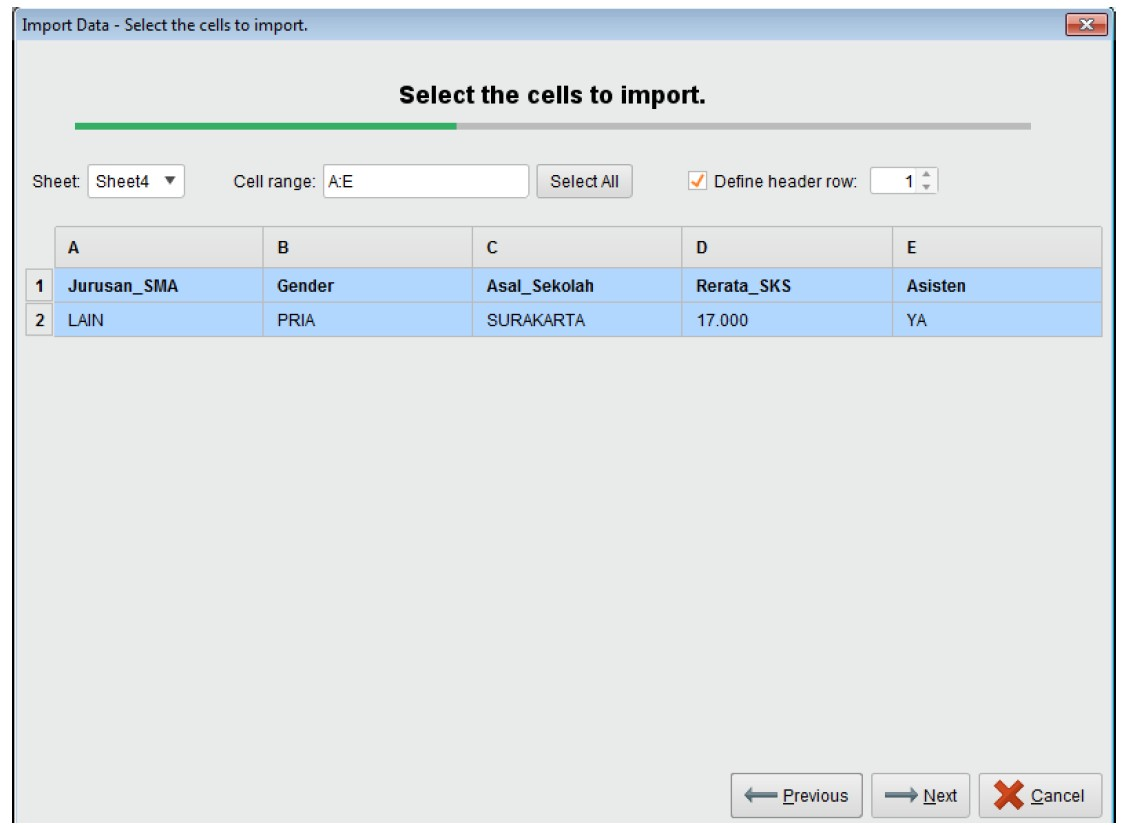 Import Data - Select the cells to import.
Select the cells to import.
Sheet: Sheet4 Cell range: A:E Select All Define header row: 1
A B C D E
1 Jurusan_SMA Gender Asal_Sekolah Rerata_SKS Asisten
2 LAIN PRIA SURAKARTA 17.000 YA
Previous Next Cancel